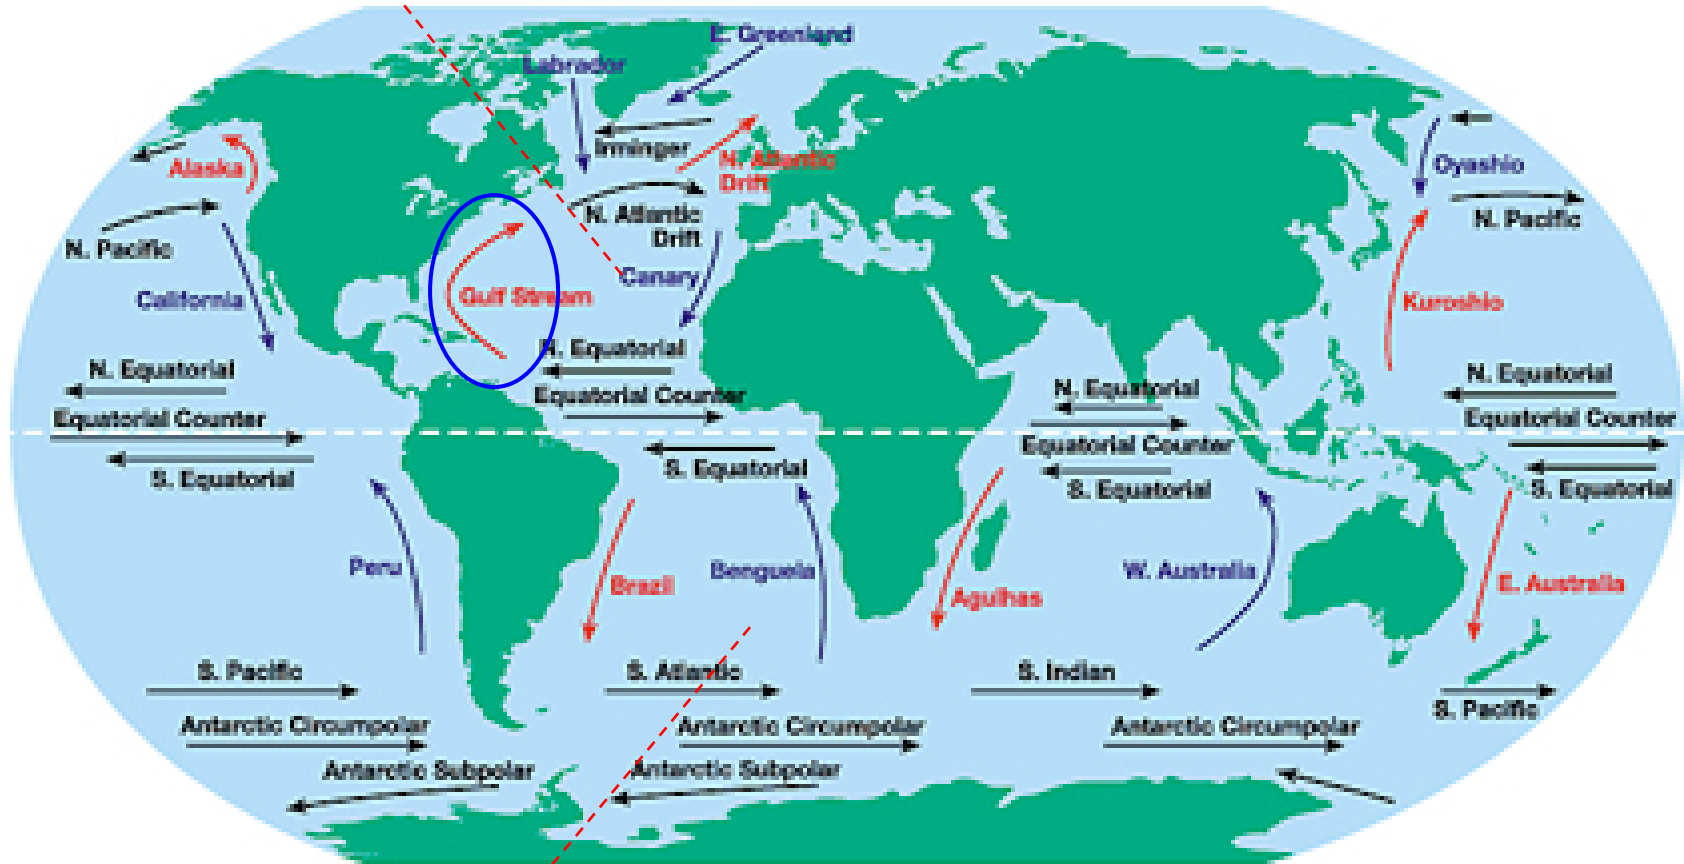 E. Greenland
Labrador
Irminger
N. Atlantic
Drift
Alaska
Oyashio
N. Atlantic
Drift
N. Pacific
N. Pacific
Canary
California
Gulf Stream
Kuroshio
N. Equatorial
N. Equatorial
N. Equatorial
N. Equatorial
Equatorial Counter
Equatorial Counter
Equatorial Counter
Equatorial Counter
S. Equatorial
S. Equatorial
S. Equatorial
S. Equatorial
Peru
Brazil
Benguela
Agulhas
W. Australia
E. Australia
S. Pacific
S. Atlantic
S. Indian
S. Pacific
Antarctic Circumpolar
Antarctic Circumpolar
Antarctic Circumpolar
Antarctic Subpolar
Antarctic Subpolar